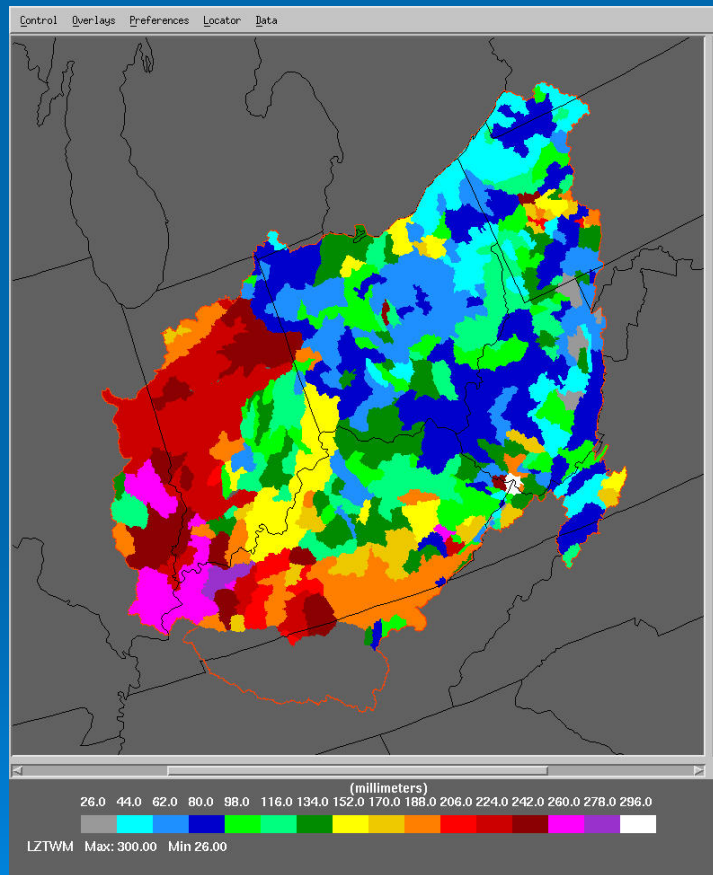 Control Overlays Preferences Locator Data
(millimeters)
26.0 44.0 62.0 80.0 98.0 116.0 134.0 152.0 170.0 188.0 206.0 224.0 242.0 260.0 278.0 296.0
LZTWM Max: 300.00 Min 26.00